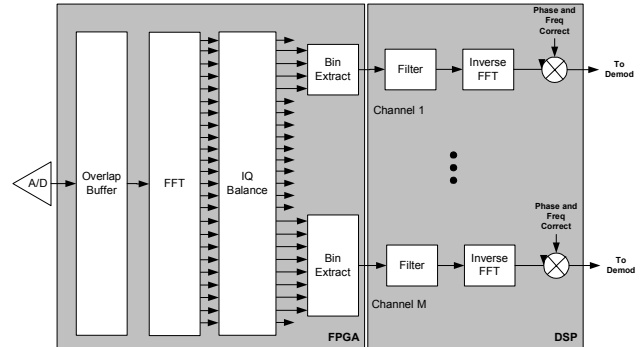 Phase and
Freq
Correct
Bin
Extract
Filter
Inverse
FFT
To
Demod
Channel 1
A/D
Overlap
Buffer
FFT
IQ
Balance
Phase and
Freq
Correct
Bin
Extract
Filter
Inverse
FFT
To
Demod
Channel M
FPGA
DSP